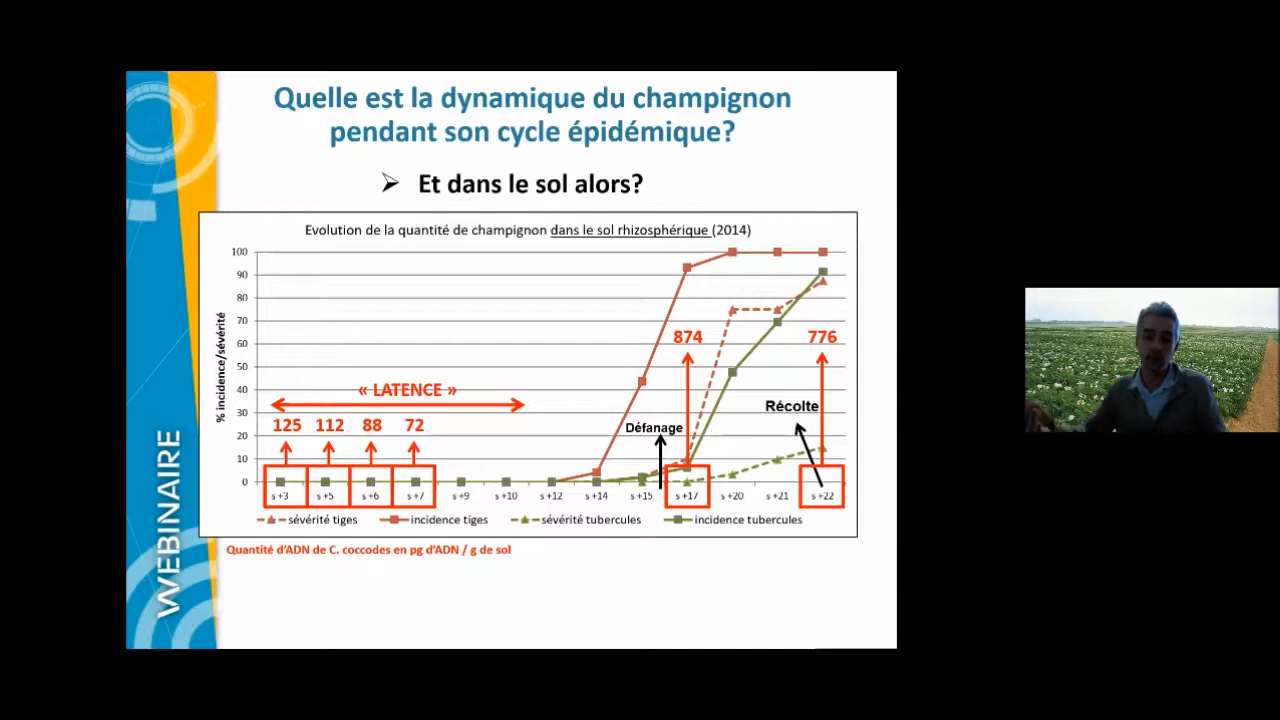 Quelle est la dynamique du champignon
pendant son cycle épidémique?
➢ Et dans le sol alors?
Evolution de la quantité de champignon dans le sol rhizosphérique (2014)
100
90
80
70
60
50
40
30
20
10
0
% incidence/sévérité
« LATENCE »
125 112 88 72
874
776
Défanage
Récolte
s +3 s +5 s +6 s +7 s +9 s +10 s +12 s +14 s +15 s +17 s +20 s +21 s +22
sévérité tiges incidence tiges sévérité tubercules incidence tubercules
Quantité d'ADN de C. coccodes en pg d'ADN / g de sol
WEBINAIRE